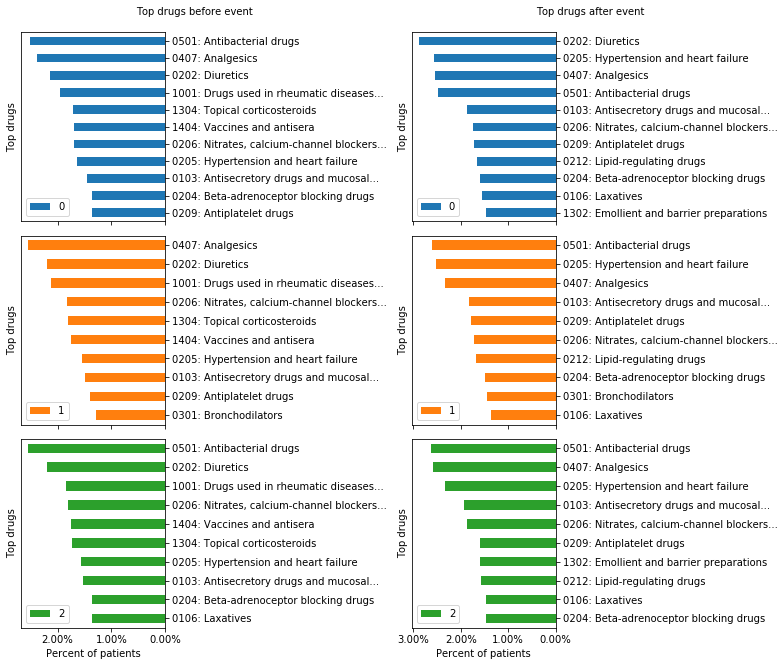 Top drugs before event
Top drugs
0501: Antibacterial drugs
0407: Analgesics
0202: Diuretics
1001: Drugs used in rheumatic diseases...
1304: Topical corticosteroids
1404: Vaccines and antisera
0206: Nitrates, calcium-channel blockers...
0205: Hypertension and heart failure
0103: Antisecretory drugs and mucosal...
0204: Beta-adrenoceptor blocking drugs
0209: Antiplatelet drugs
0
Top drugs
0407: Analgesics
0202: Diuretics
1001: Drugs used in rheumatic diseases...
0206: Nitrates, calcium-channel blockers...
1304: Topical corticosteroids
1404: Vaccines and antisera
0205: Hypertension and heart failure
0103: Antisecretory drugs and mucosal...
0209: Antiplatelet drugs
0301: Bronchodilators
1
Top drugs
0501: Antibacterial drugs
0202: Diuretics
1001: Drugs used in rheumatic diseases...
0206: Nitrates, calcium-channel blockers...
1404: Vaccines and antisera
1304: Topical corticosteroids
0205: Hypertension and heart failure
0103: Antisecretory drugs and mucosal...
0204: Beta-adrenoceptor blocking drugs
0106: Laxatives
2
2.00% 1.00% 0.00%
Percent of patients
Top drugs after event
Top drugs
0202: Diuretics
0205: Hypertension and heart failure
0407: Analgesics
0501: Antibacterial drugs
0103: Antisecretory drugs and mucosal...
0206: Nitrates, calcium-channel blockers...
0209: Antiplatelet drugs
0212: Lipid-regulating drugs
0204: Beta-adrenoceptor blocking drugs
0106: Laxatives
1302: Emollient and barrier preparations
0
Top drugs
0501: Antibacterial drugs
0205: Hypertension and heart failure
0407: Analgesics
0103: Antisecretory drugs and mucosal...
0209: Antiplatelet drugs
0206: Nitrates, calcium-channel blockers...
0212: Lipid-regulating drugs
0204: Beta-adrenoceptor blocking drugs
0301: Bronchodilators
0106: Laxatives
1
Top drugs
0501: Antibacterial drugs
0407: Analgesics
0205: Hypertension and heart failure
0103: Antisecretory drugs and mucosal...
0206: Nitrates, calcium-channel blockers...
0209: Antiplatelet drugs
1302: Emollient and barrier preparations
0212: Lipid-regulating drugs
0106: Laxatives
0204: Beta-adrenoceptor blocking drugs
2
3.00% 2.00% 1.00% 0.00%
Percent of patients